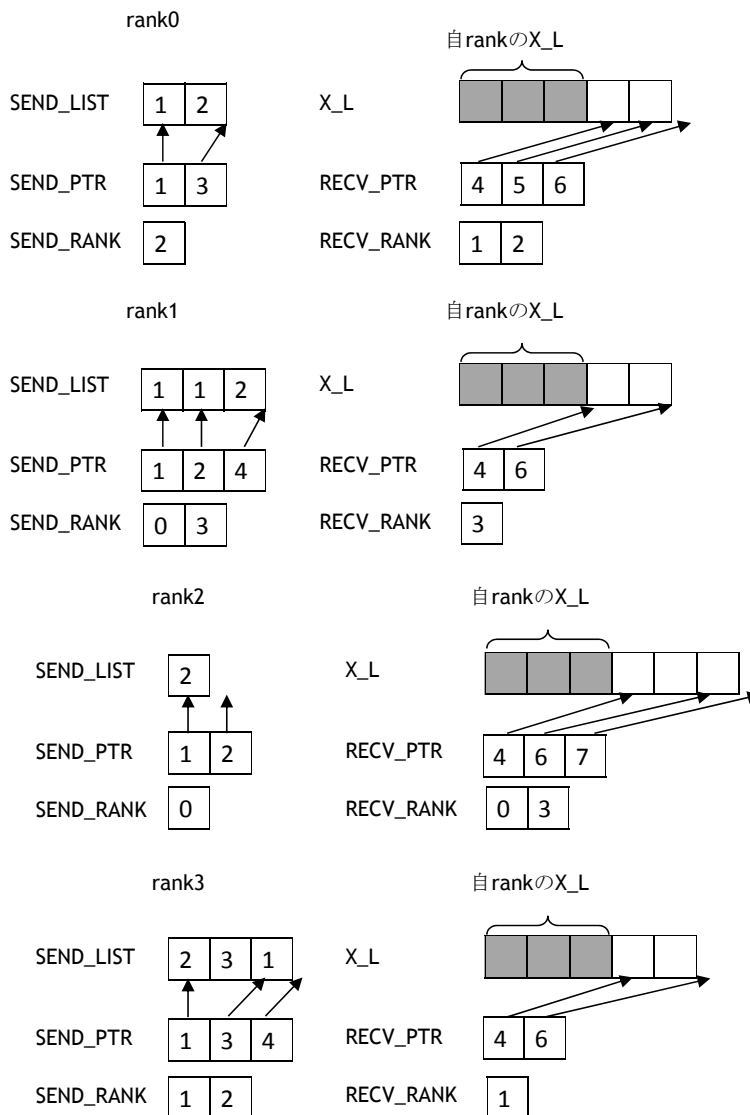 rank0
自rankのX_L
SEND_LIST 1 2 X_L
SEND_PTR 1 3 RECV_PTR 4 5 6
SEND_RANK 2 RECV_RANK 1 2
rank1 自rankのX_L
SEND_LIST 1 1 2 X_L
SEND_PTR 1 2 4 RECV_PTR 4 6
SEND_RANK 0 3 RECV_RANK 3
rank2 自rankのX_L
SEND_LIST 2 X_L
SEND_PTR 1 2 RECV_PTR 4 6 7
SEND_RANK 0 RECV_RANK 0 3
rank3 自rankのX_L
SEND_LIST 2 3 1 X_L
SEND_PTR 1 3 4 RECV_PTR 4 6
SEND_RANK 1 2 RECV_RANK 1